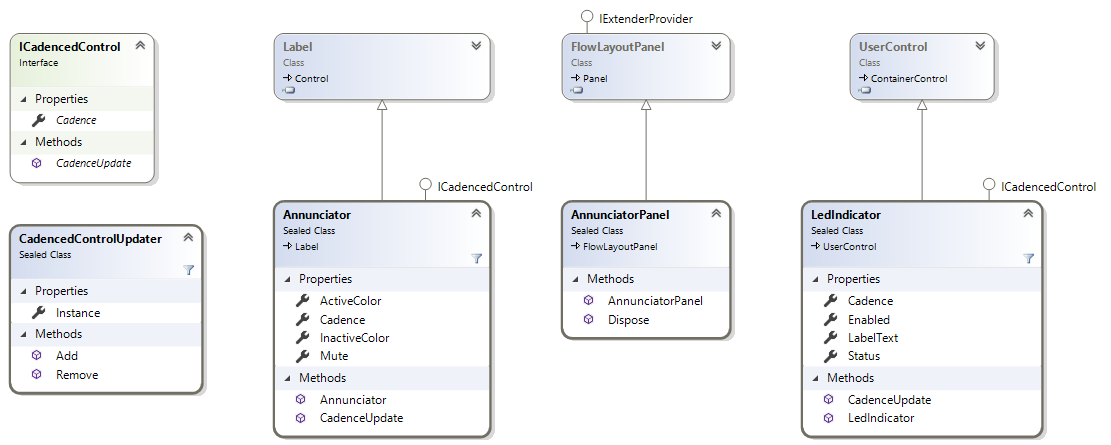 ICadencedControl
Interface
Properties
Cadence
Methods
CadenceUpdate
CadencedControlUpdater
Sealed Class
Properties
Instance
Methods
Add
Remove
Label
Class
Control
ICadencedControl
Annunciator
Sealed Class
Label
Properties
ActiveColor
Cadence
InactiveColor
Mute
Methods
Annunciator
CadenceUpdate
IExtenderProvider
FlowLayoutPanel
Class
Panel
AnnunciatorPanel
Sealed Class
FlowLayoutPanel
Methods
AnnunciatorPanel
Dispose
UserControl
Class
ContainerControl
ICadencedControl
LedIndicator
Sealed Class
UserControl
Properties
Cadence
Enabled
LabelText
Status
Methods
CadenceUpdate
LedIndicator